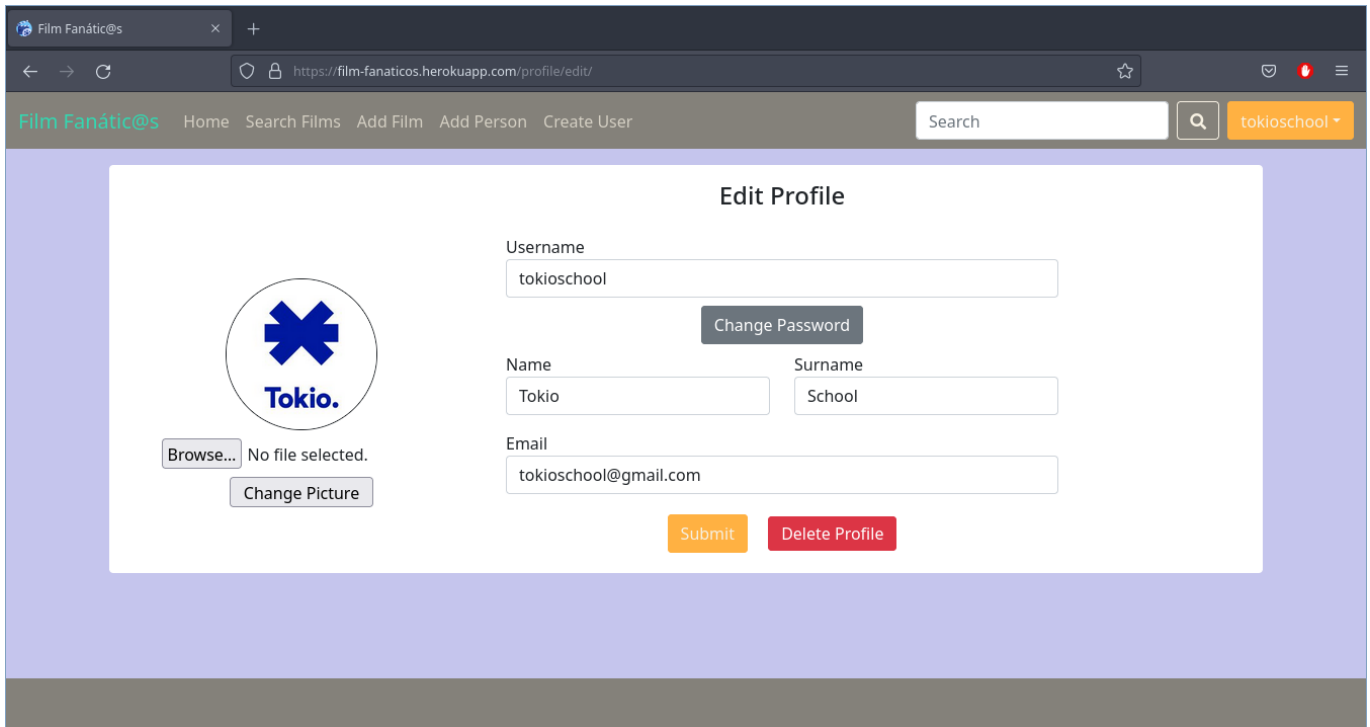 Film Fanátic@s
https://film-fanaticos.herokuapp.com/profile/edit/
Film Fanátic@s Home Search Films Add Film Add Person Create User Search tokioschool
Edit Profile
Username
tokioschool
Change Password
Name Surname
Tokio School
Email
tokioschool@gmail.com
Submit Delete Profile
Tokio.
Browse... No file selected.
Change Picture